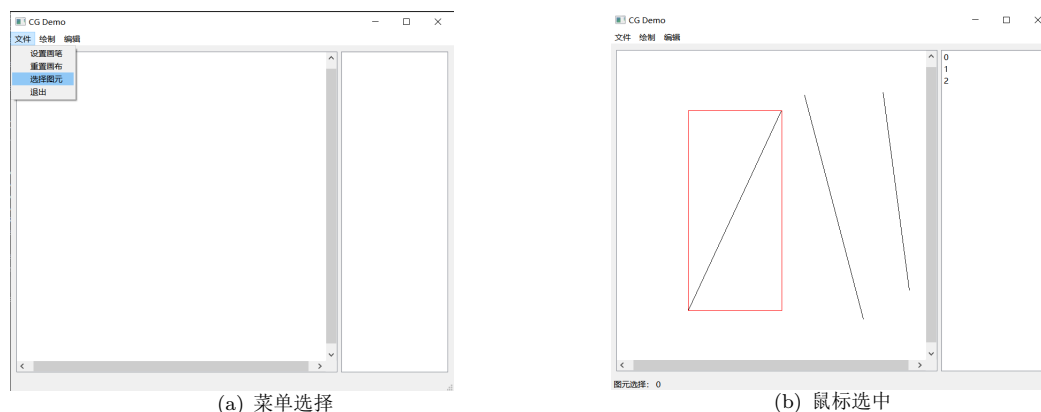 CG Demo
文件 绘制 编辑
设置画笔
重置画布
选择图元
退出
(a) 菜单选择
CG Demo
文件 绘制 编辑
0
1
2
图元选择： 0
(b) 鼠标选中